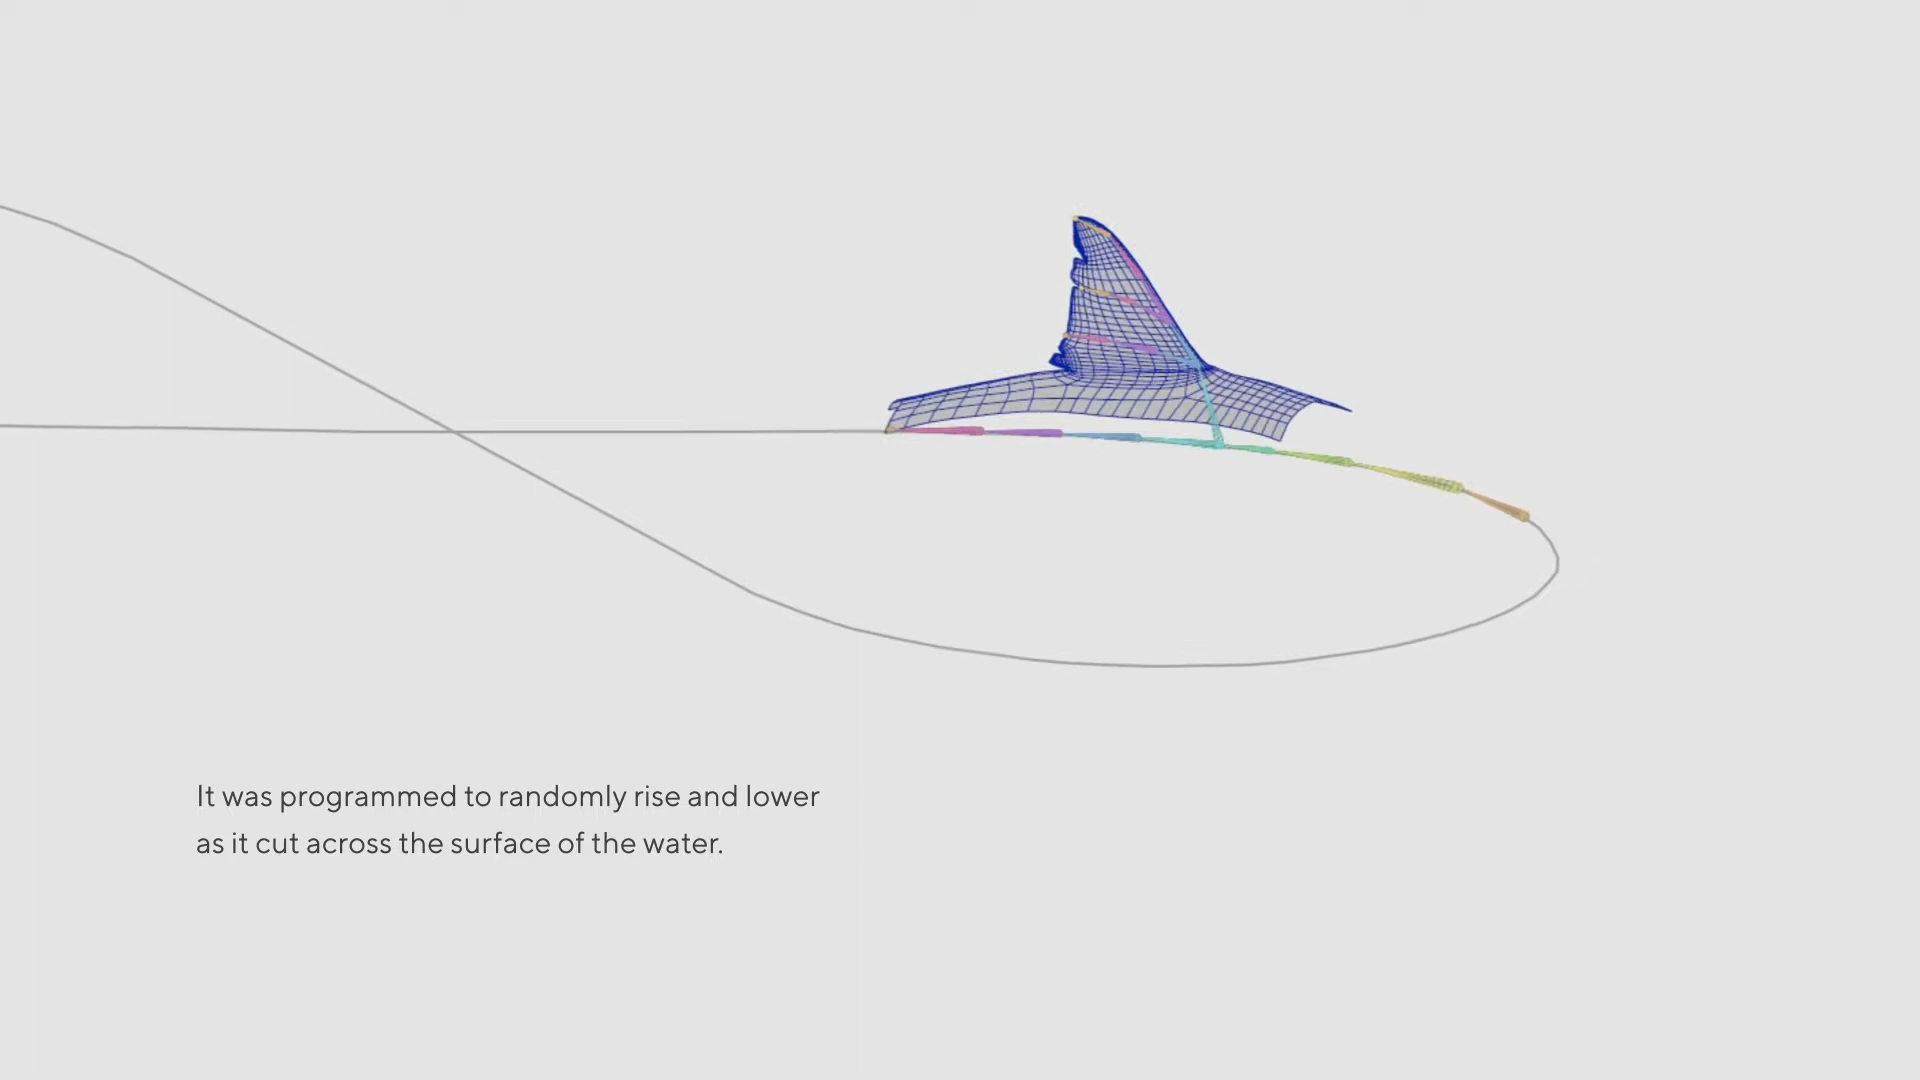 It was programmed to randomly rise and lower
as it cut across the surface of the water.